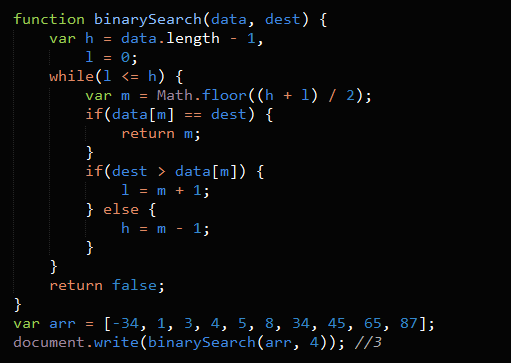 function binarySearch(data, dest) {
    var h = data.length - 1,
        l = 0;
    while(l <= h) {
        var m = Math.floor((h + l) / 2);
        if(data[m] == dest) {
            return m;
        }
        if(dest > data[m]) {
            l = m + 1;
        } else {
            h = m - 1;
        }
    }
    return false;
}
var arr = [-34, 1, 3, 4, 5, 8, 34, 45, 65, 87];
document.write(binarySearch(arr, 4)); //3